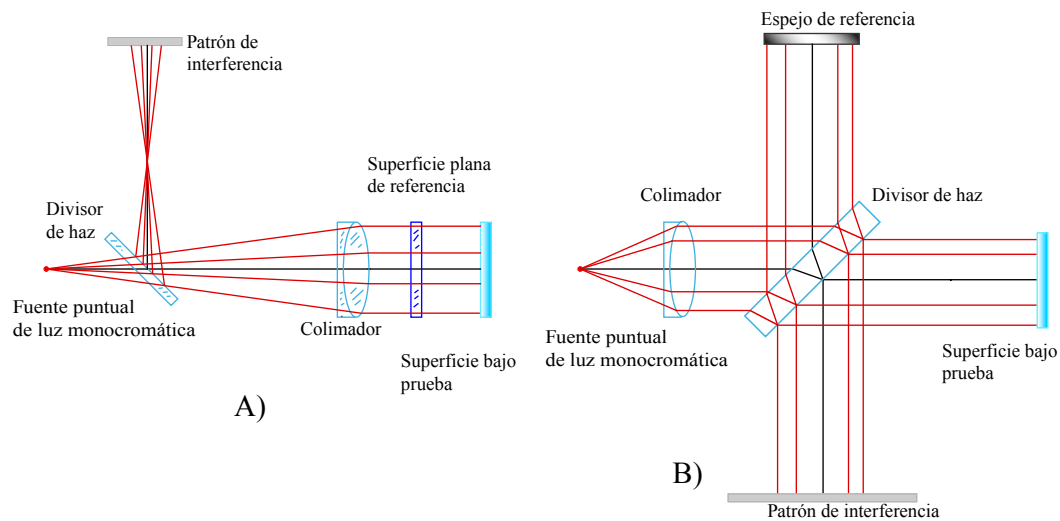 Patrón de
interferencia
Superficie plana
de referencia
Divisor
de haz
Fuente puntual
de luz monocromática
Colimador
Superficie bajo
prueba
A)
Espejo de referencia
Colimador
Divisor de haz
Fuente puntual
de luz monocromática
Superficie bajo
prueba
B)
Patrón de interferencia